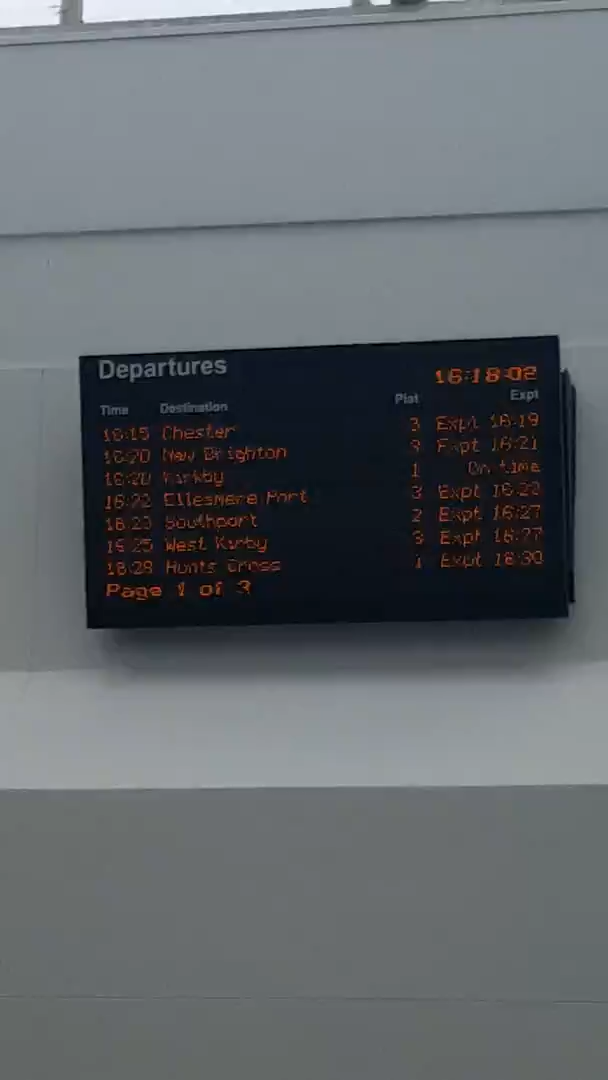 Departures 16:18:02
Time Destination Plat Expt
16:15 Chester 3 Expt 16:19
16:20 New Brighton 3 Expt 16:21
16:20 Kirkby 1 On time
16:22 Ellesmere Port 3 Expt 16:22
16:23 Southport 2 Expt 16:27
16:25 West Kirby 3 Expt 16:27
16:28 Hunts Cross 1 Expt 16:30
Page 1 of 3